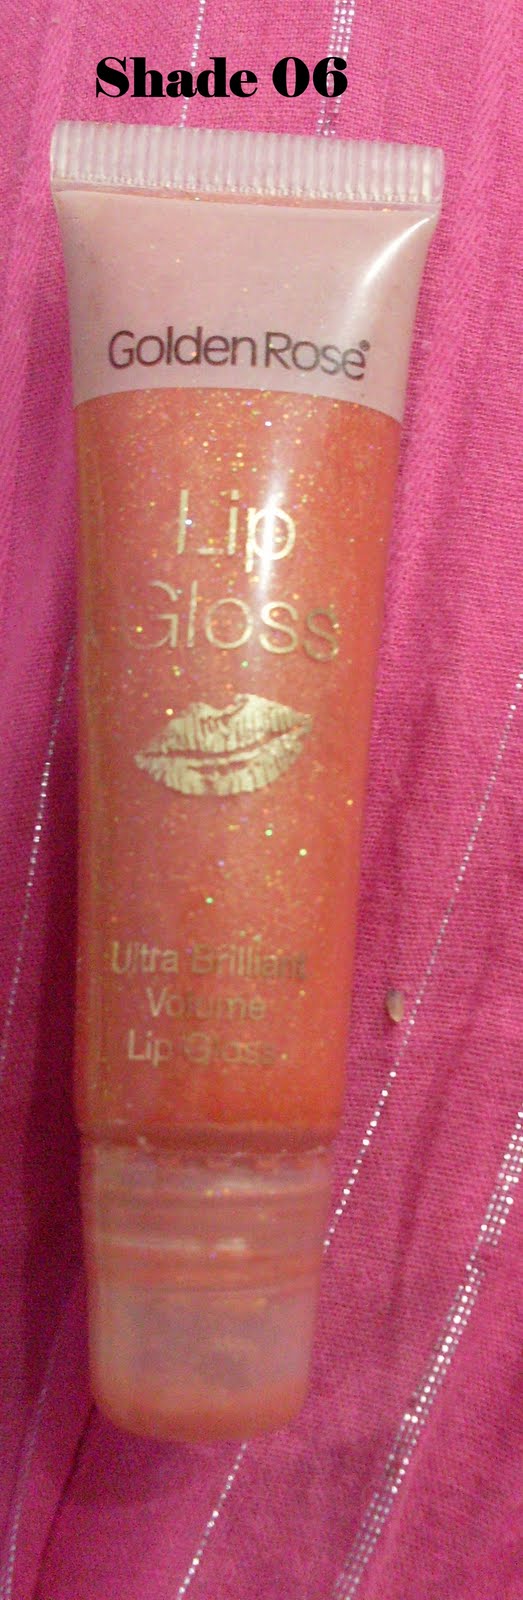 Shade 06
Golden Rose®
Lip
Gloss
Ultra Brilliant
Volume
Lip Gloss